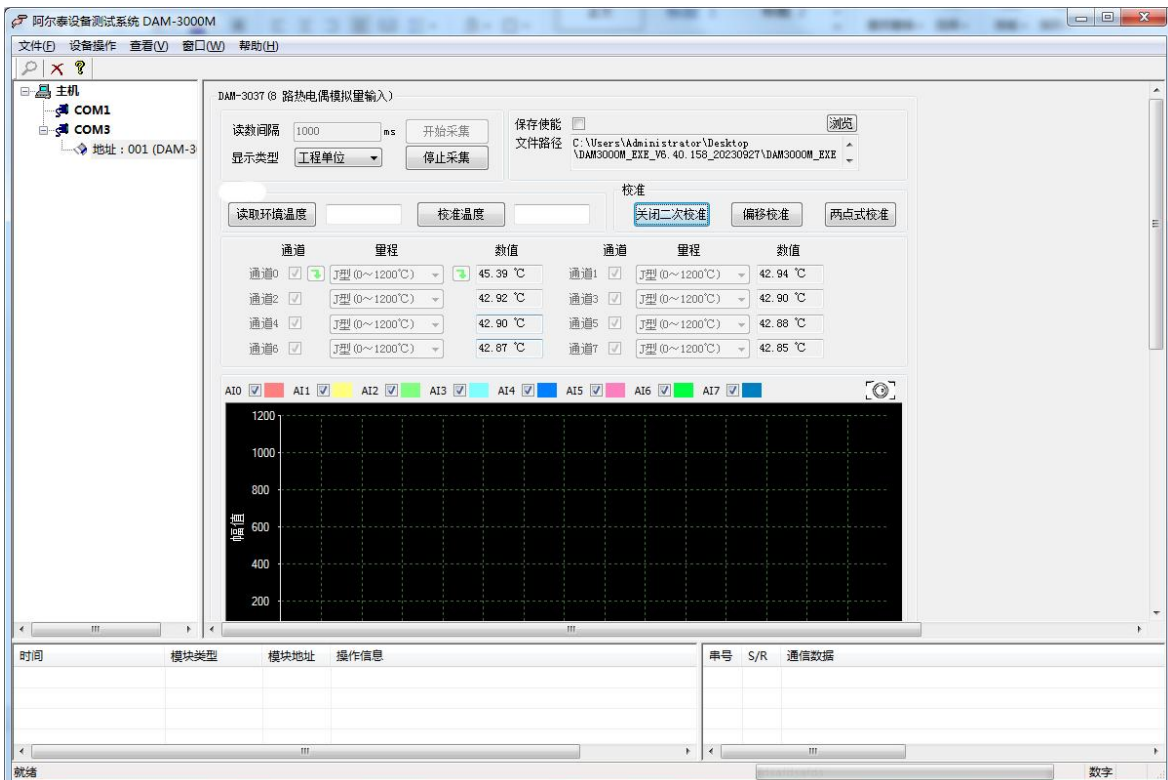 阿尔泰设备测试系统 DAM-3000M
文件(F) 设备操作 查看(V) 窗口(W) 帮助(H)
主机
COM1
COM3
地址：001 (DAM-3
DAM-3037(8 路热电偶模拟量输入)
读数间隔 1000 ms 开始采集
显示类型 工程单位 停止采集
保存使能 浏览
文件路径 C:\Users\Administrator\Desktop
\DAM3000M_EXE_V6.40.158_20230927\DAM3000M_EXE
读取环境温度 校准温度
校准
关闭二次校准 偏移校准 两点式校准
通道 量程 数值 通道 量程 数值
通道0 J型(0～1200℃) 45.39 ℃ 通道1 J型(0～1200℃) 42.94 ℃
通道2 J型(0～1200℃) 42.92 ℃ 通道3 J型(0～1200℃) 42.90 ℃
通道4 J型(0～1200℃) 42.90 ℃ 通道5 J型(0～1200℃) 42.88 ℃
通道6 J型(0～1200℃) 42.87 ℃ 通道7 J型(0～1200℃) 42.85 ℃
AI0 AI1 AI2 AI3 AI4 AI5 AI6 AI7
1200
1000
800
幅值
600
400
200
时间 模块类型 模块地址 操作信息
串号 S/R 通信数据
就绪
数字